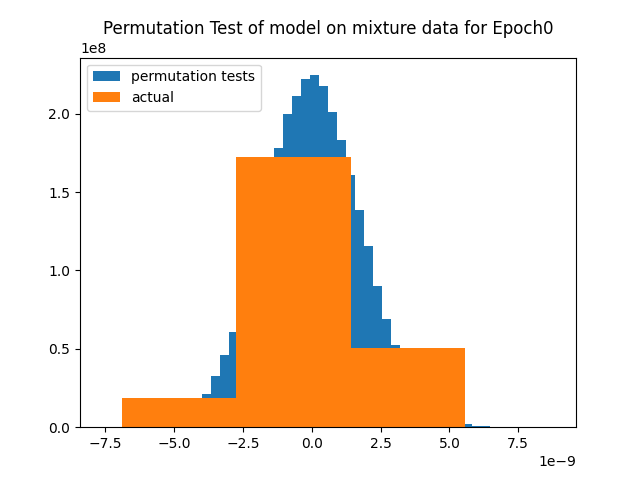 Permutation Test of model on mixture data for Epoch0
1e8
permutation tests
actual
2.0
1.5
1.0
0.5
0.0
−7.5 −5.0 −2.5 0.0 2.5 5.0 7.5
1e−9